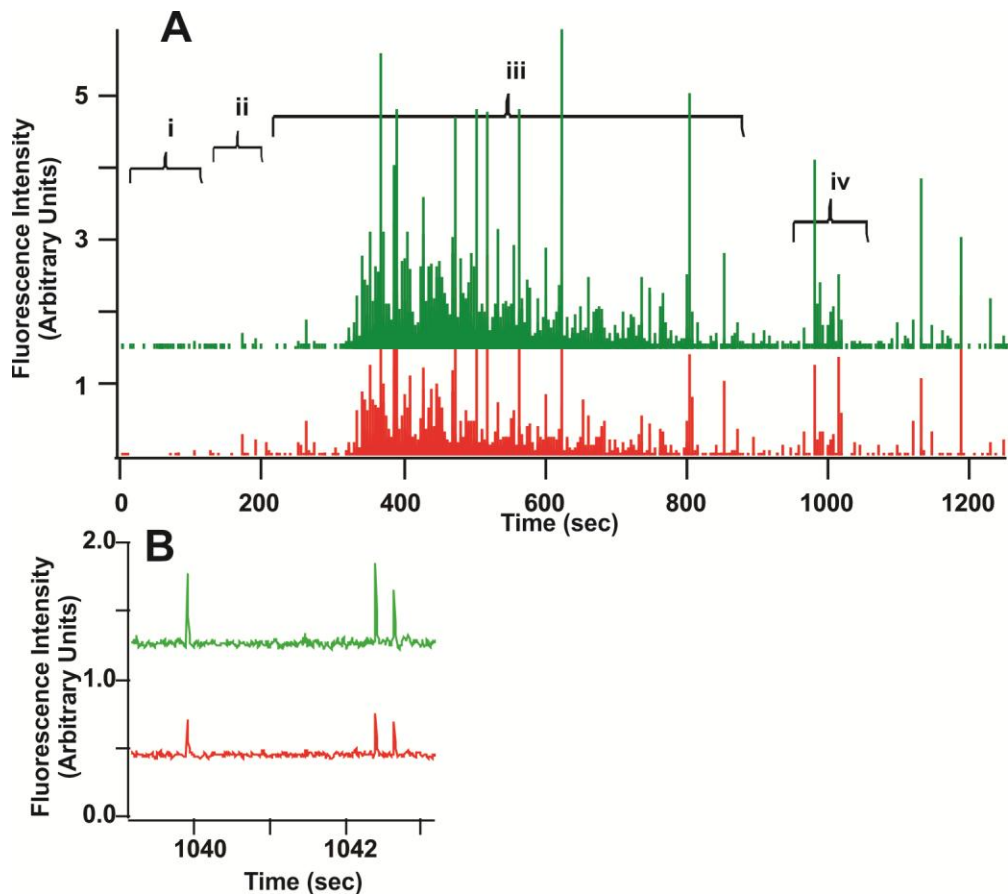 A
Fluorescence Intensity
(Arbitrary Units)
5
3
1
i
ii
iii
iv
0 200 400 600 800 1000 1200
Time (sec)
B
Fluorescence Intensity
(Arbitrary Units)
2.0
1.0
0.0
1040 1042
Time (sec)